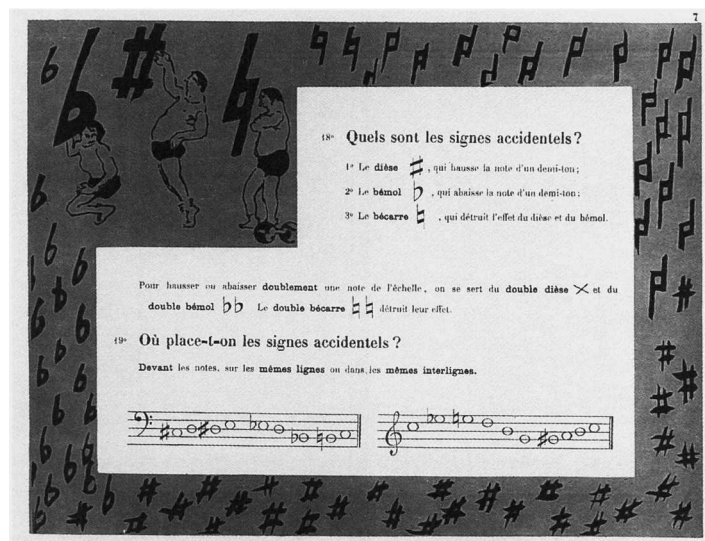 7
18° Quels sont les signes accidentels?
1° Le dièse ♯, qui hausse la note d'un demi-ton;
2° Le bémol ♭, qui abaisse la note d'un demi-ton;
3° Le bécarre ♮, qui détruit l'effet du dièse et du bémol.
Pour hausser ou abaisser doublement une note de l'échelle, on se sert du double dièse ✕ et du
double bémol ♭♭ Le double bécarre ♮♮ détruit leur effet.
19° Où place-t-on les signes accidentels?
Devant les notes, sur les mêmes lignes ou dans les mêmes interlignes.